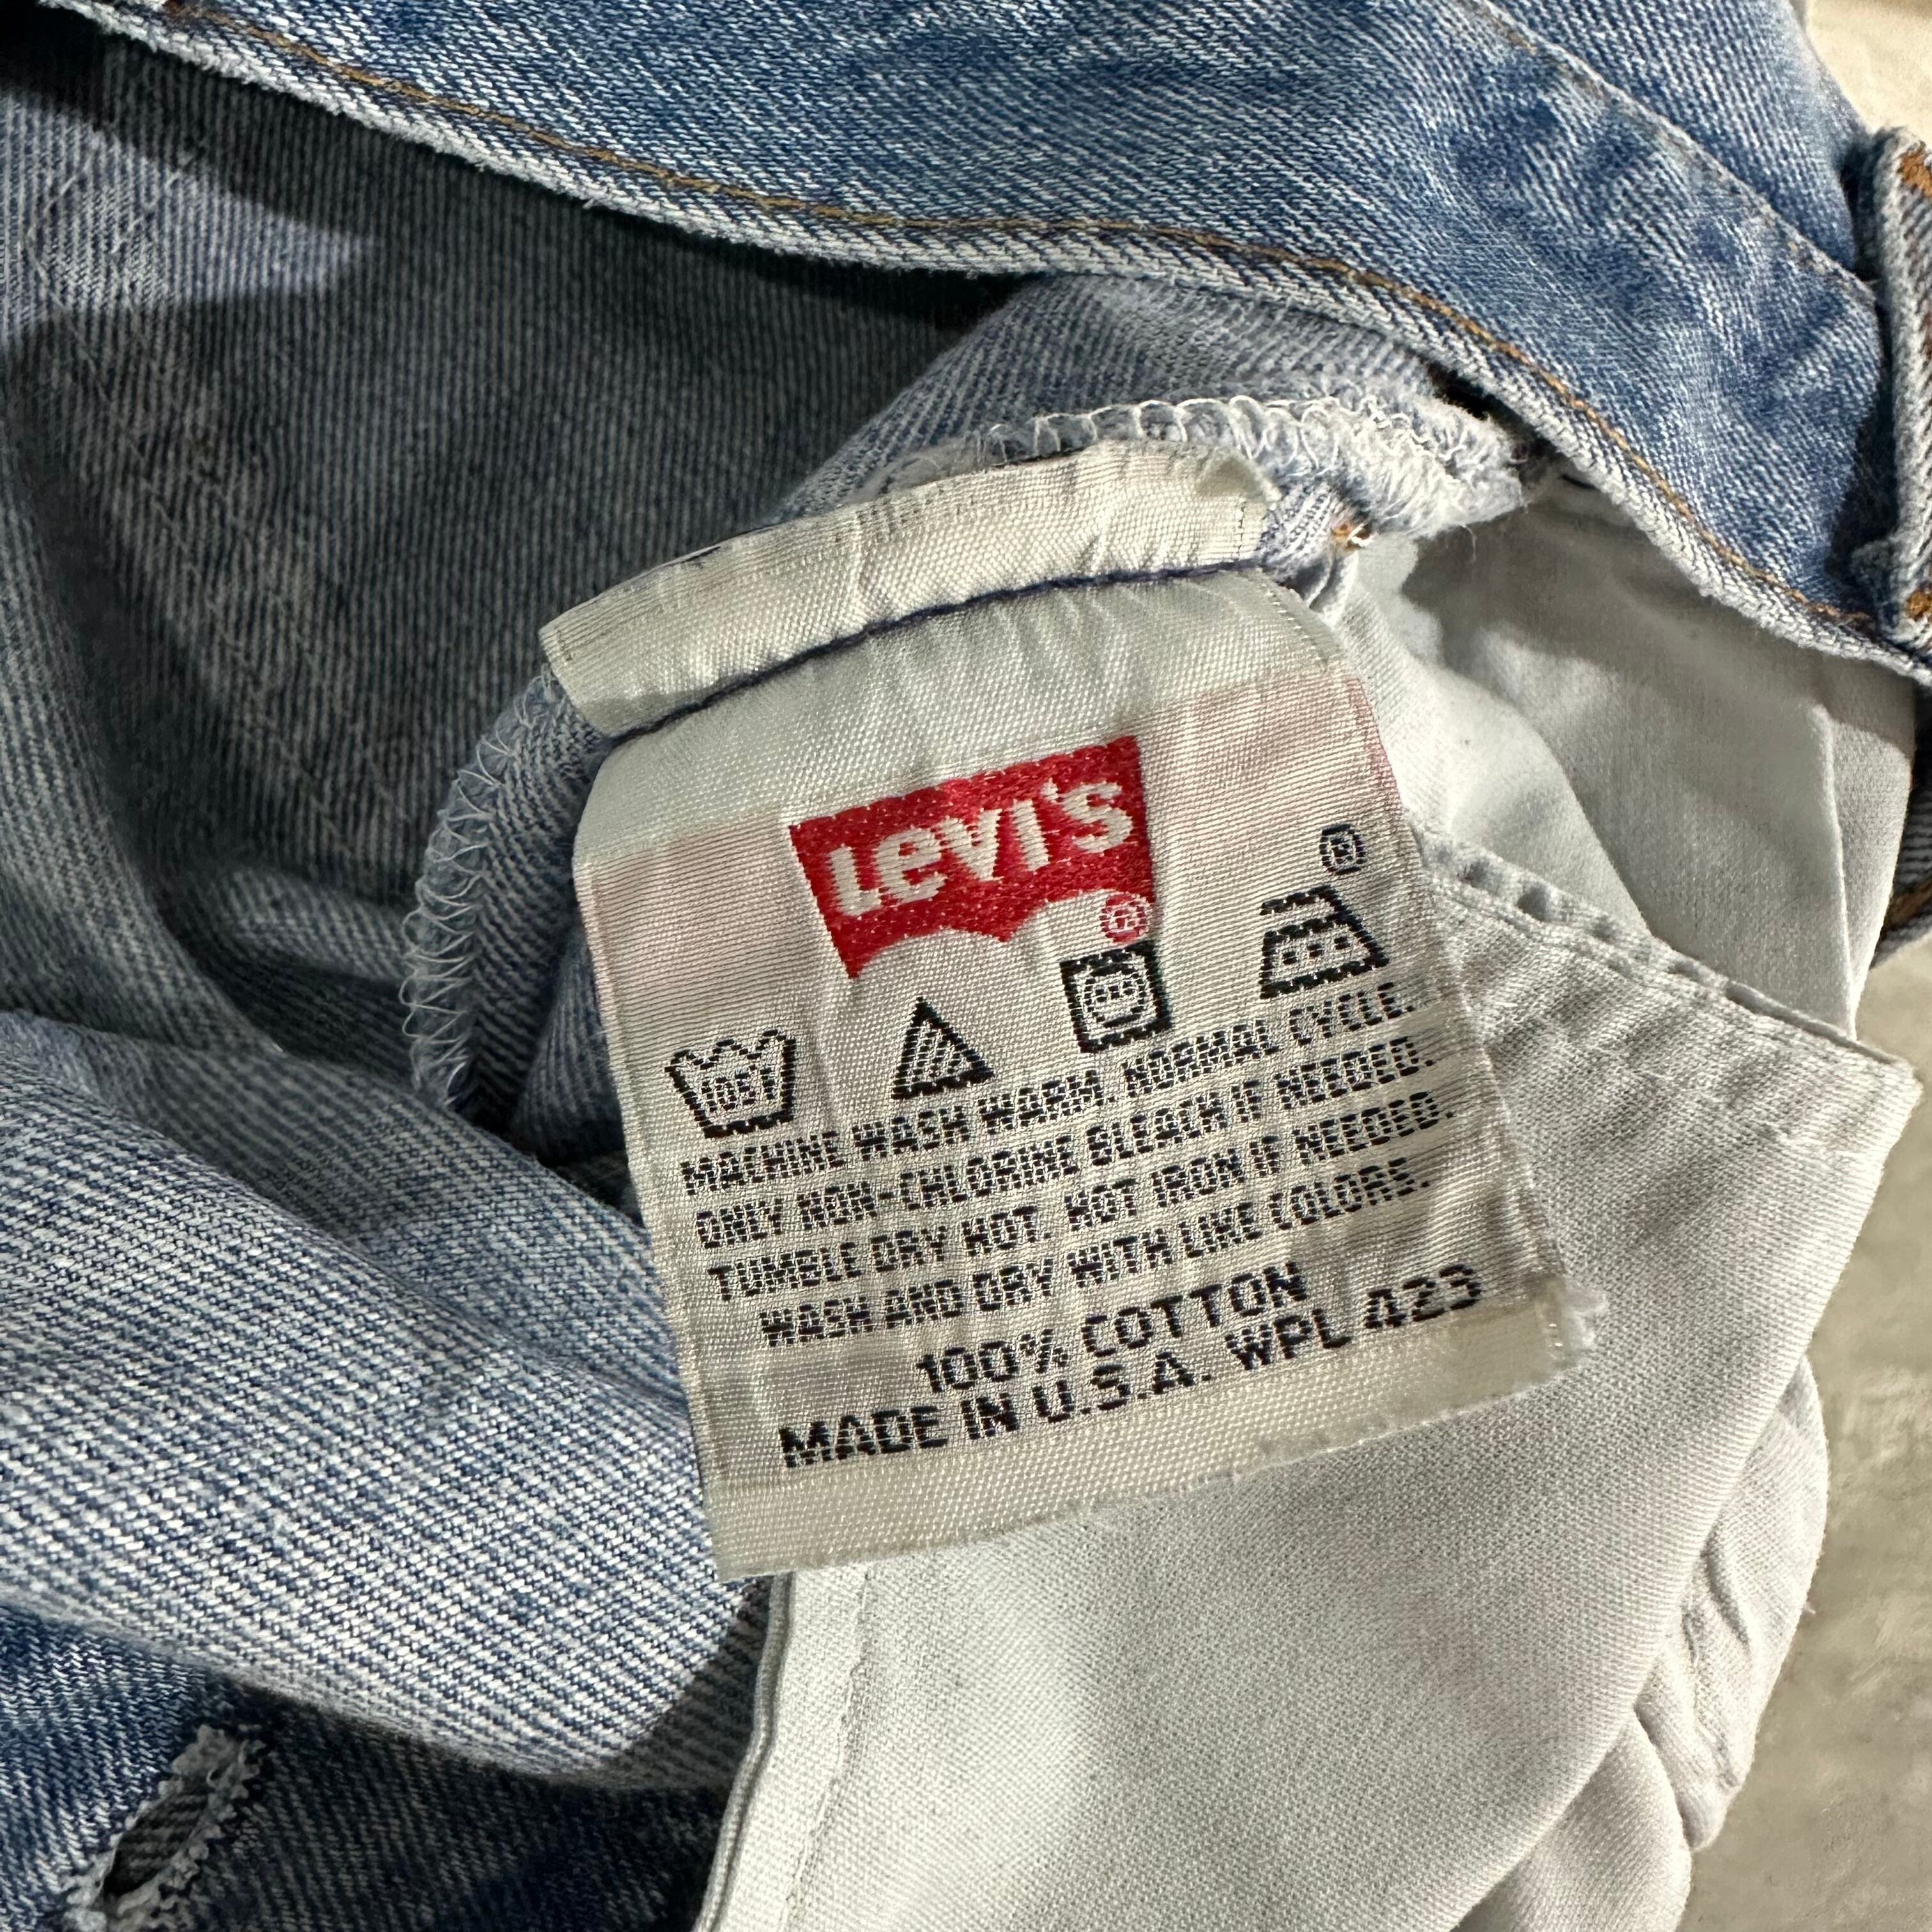 Levi's
®
®
105F
MACHINE WASH WARM. NORMAL CYCLE.
ONLY NON-CHLORINE BLEACH IF NEEDED.
TUMBLE DRY HOT. HOT IRON IF NEEDED.
WASH AND DRY WITH LIKE COLORS.
100% COTTON
MADE IN U.S.A. WPL 423